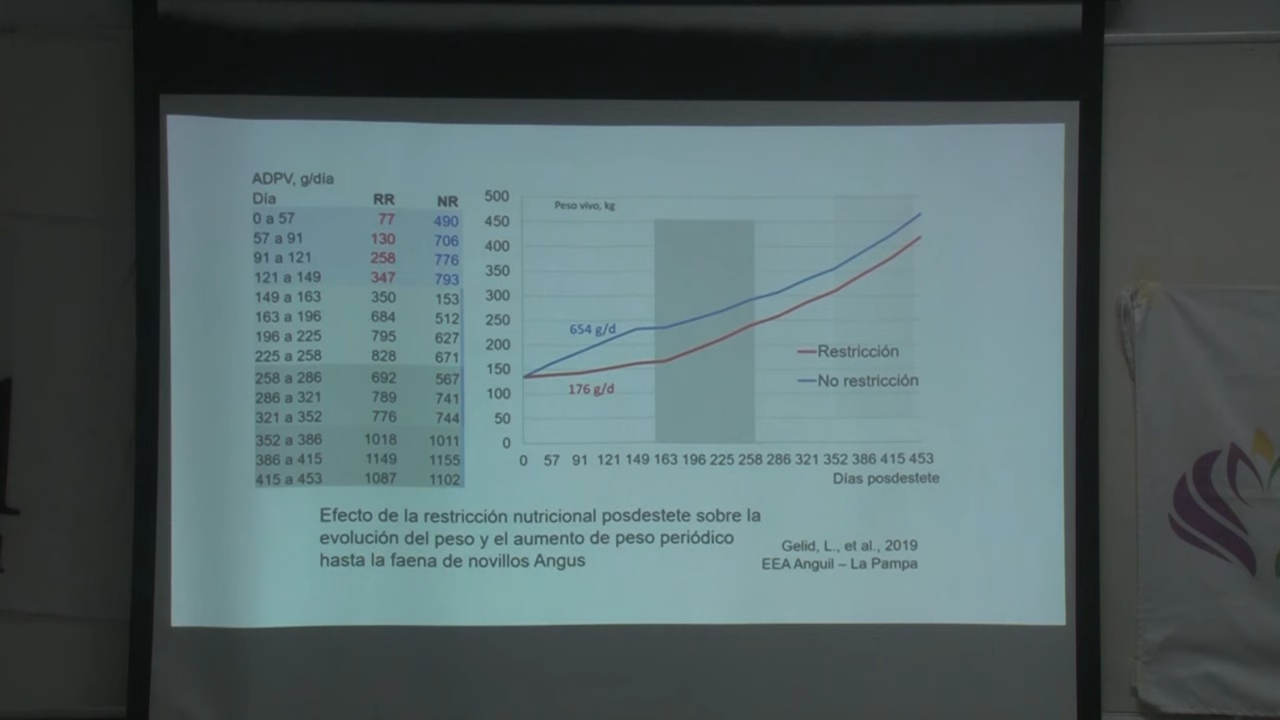 ADPV, g/día
Día RR NR
0 a 57 77 490
57 a 91 130 706
91 a 121 258 776
121 a 149 347 793
149 a 163 350 153
163 a 196 684 512
196 a 225 795 627
225 a 258 828 671
258 a 286 692 567
286 a 321 789 741
321 a 352 776 744
352 a 386 1018 1011
386 a 415 1149 1155
415 a 453 1087 1102
Peso vivo, kg
500
450
400
350
300
250
200
150
100
50
0
654 g/d
176 g/d
Restricción
No restricción
0 57 91 121 149 163 196 225 258 286 321 352 386 415 453
Días posdestete
Efecto de la restricción nutricional posdestete sobre la
evolución del peso y el aumento de peso periódico
hasta la faena de novillos Angus
Gelid, L., et al., 2019
EEA Anguil – La Pampa